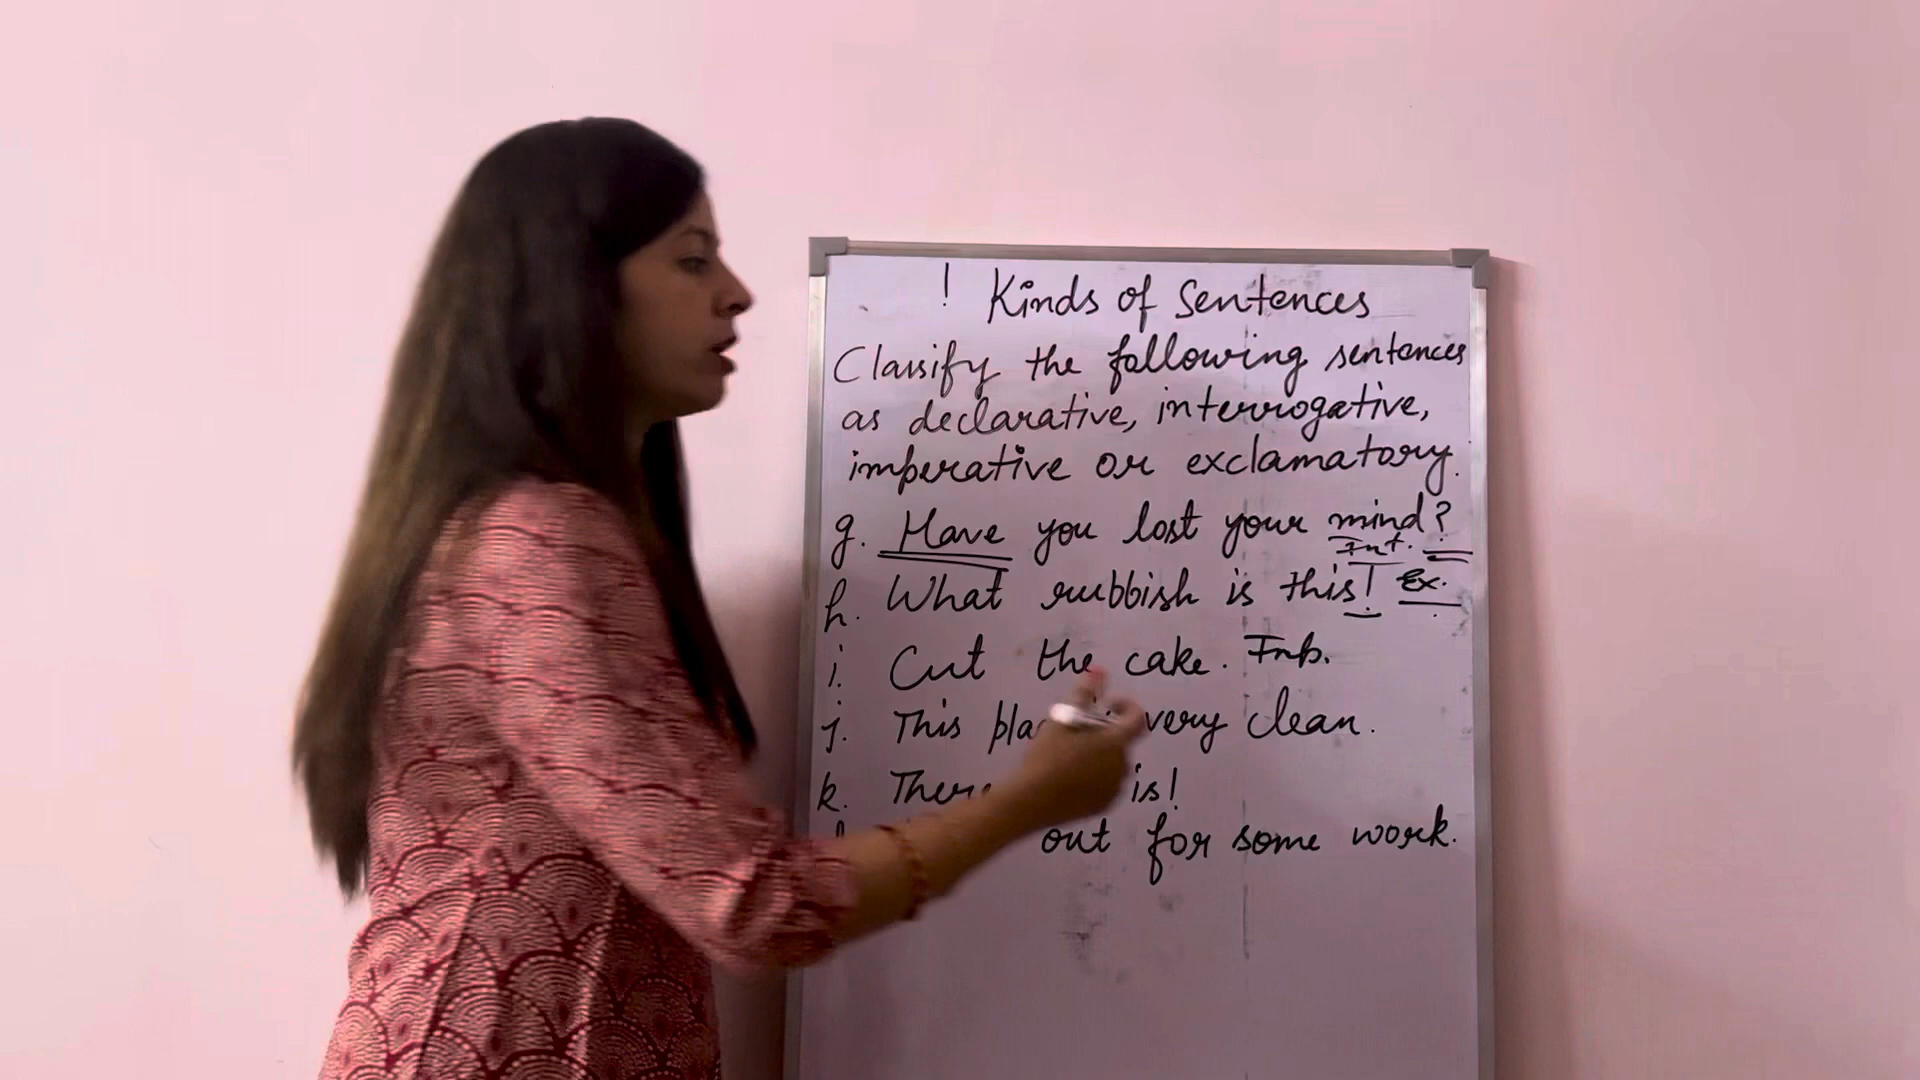 ! Kinds of Sentences
Classify the following sentences
as declarative, interrogative,
imperative or exclamatory.
g. Have you lost your mind?
Int.
h. What rubbish is this! Ex.
i. Cut the cake. Imp.
j. This very clean.
k. is!
out for some work.